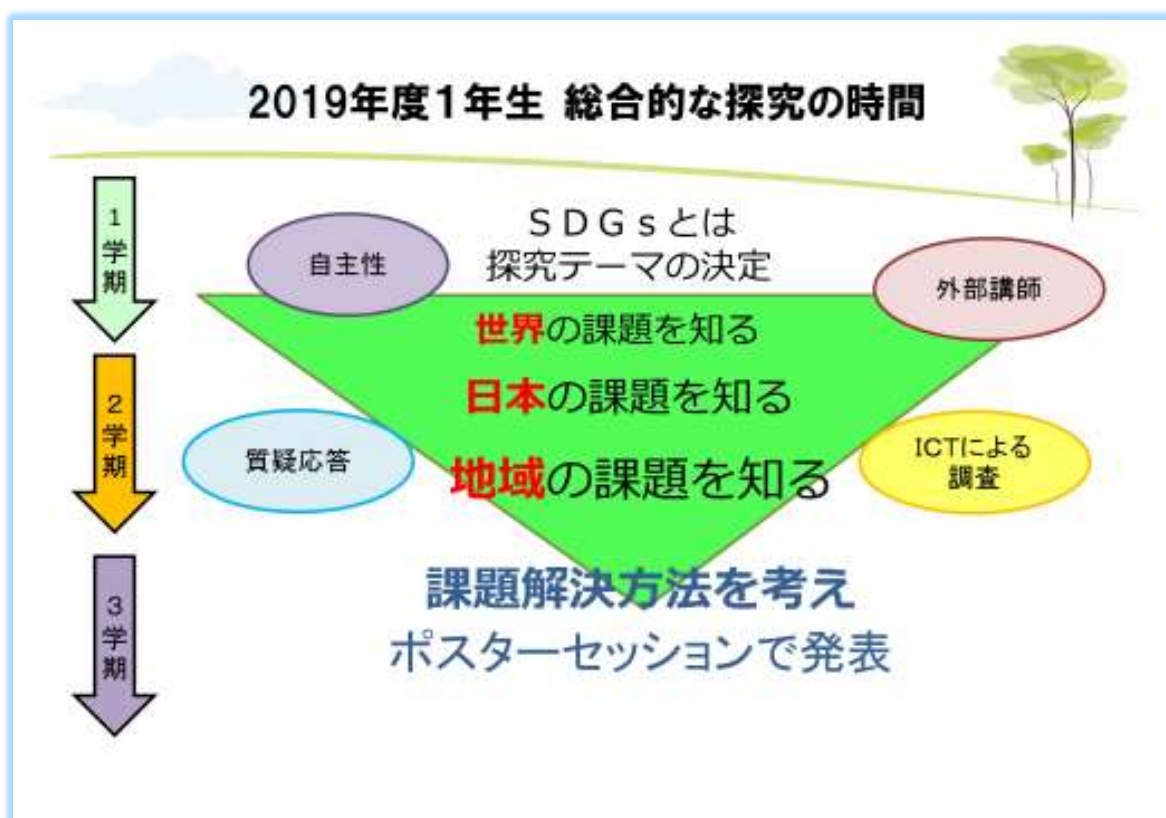 2019年度1年生 総合的な探究の時間
1学期
SDGsとは
探究テーマの決定
自主性
外部講師
世界の課題を知る
2学期
日本の課題を知る
質疑応答
地域の課題を知る
ICTによる
調査
3学期
課題解決方法を考え
ポスターセッションで発表